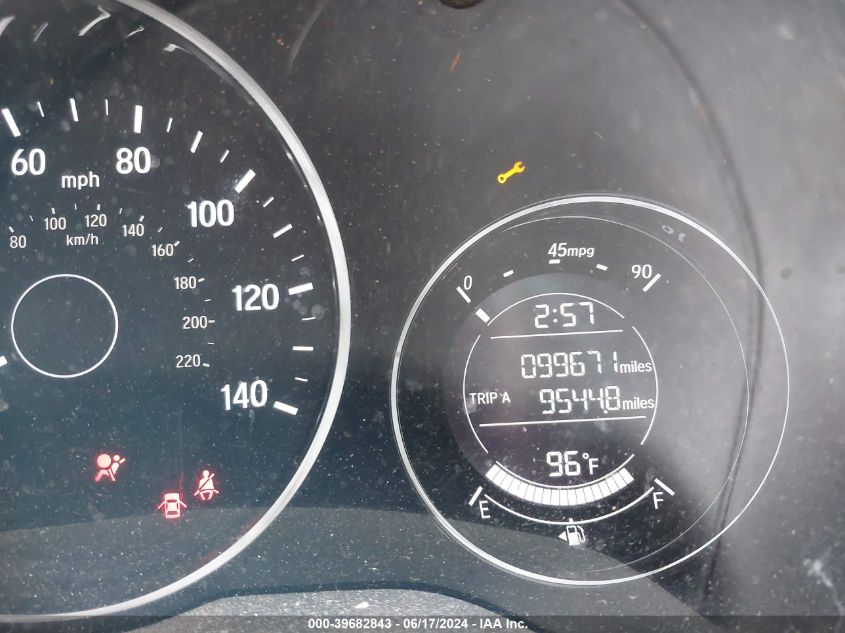 60 80 100 120 140
mph
80 100 120 140 160 180 200 220
km/h
0 45mpg 90
2:57
099671 miles
TRIP A 9544.8 miles
96°F
E F
000-39682843 - 06/17/2024 - IAA Inc.